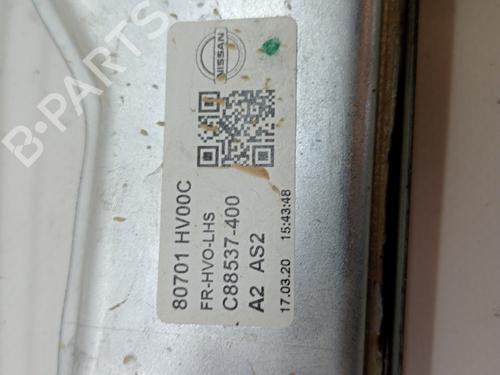 NISSAN
80701 HV00C
FR-HVO-LHS
C88537-400
A2 AS2
17.03.20 15:43:48
B-PARTS